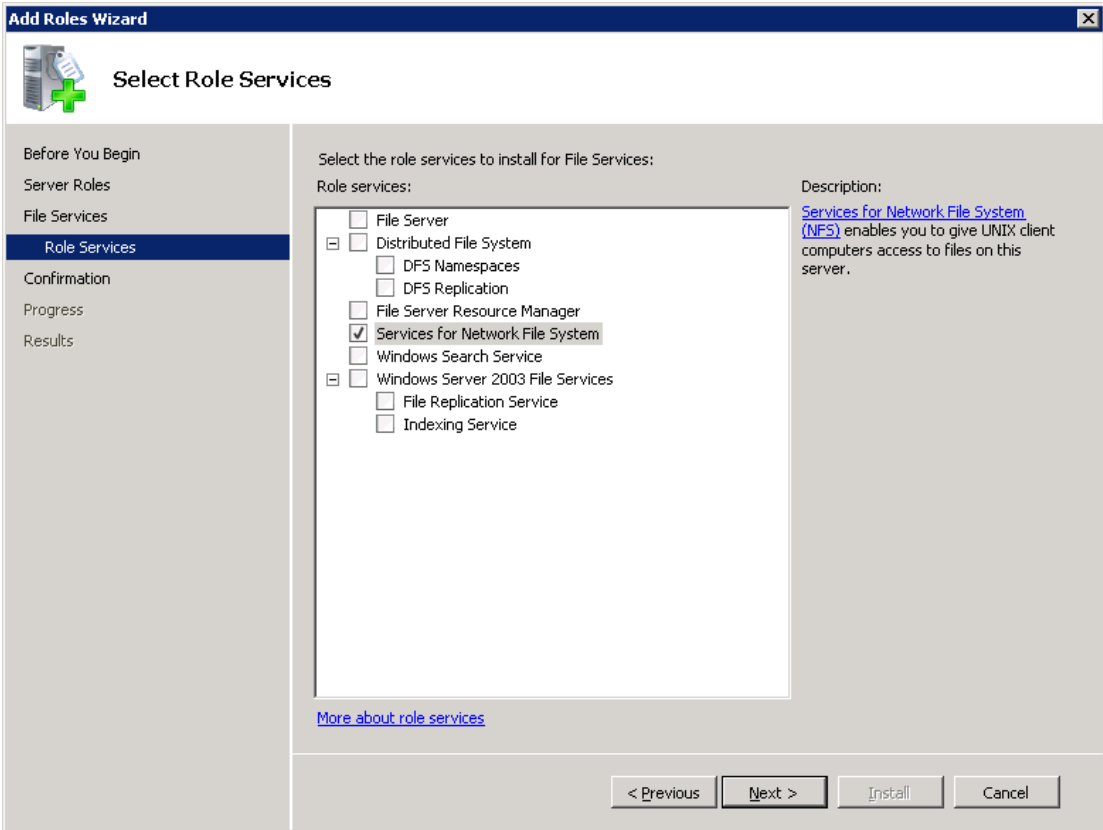 Add Roles Wizard
Select Role Services
Before You Begin
Server Roles
File Services
Role Services
Confirmation
Progress
Results
Select the role services to install for File Services:
Role services:
File Server
Distributed File System
DFS Namespaces
DFS Replication
File Server Resource Manager
Services for Network File System
Windows Search Service
Windows Server 2003 File Services
File Replication Service
Indexing Service
More about role services
Description:
Services for Network File System
(NFS) enables you to give UNIX client
computers access to files on this
server.
< Previous
Next >
Install
Cancel